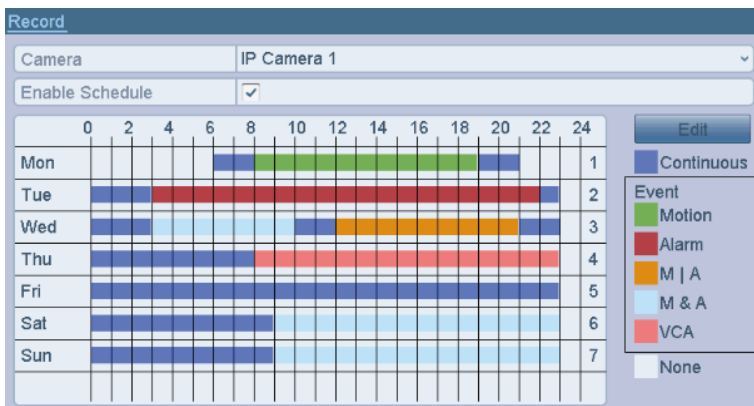 Record
Camera IP Camera 1
Enable Schedule
0 2 4 6 8 10 12 14 16 18 20 22 24 Edit
Mon 1 Continuous
Tue 2 Event
Motion
Wed 3 Alarm
Thu 4 M | A
Fri 5 M & A
Sat 6 VCA
Sun 7 None